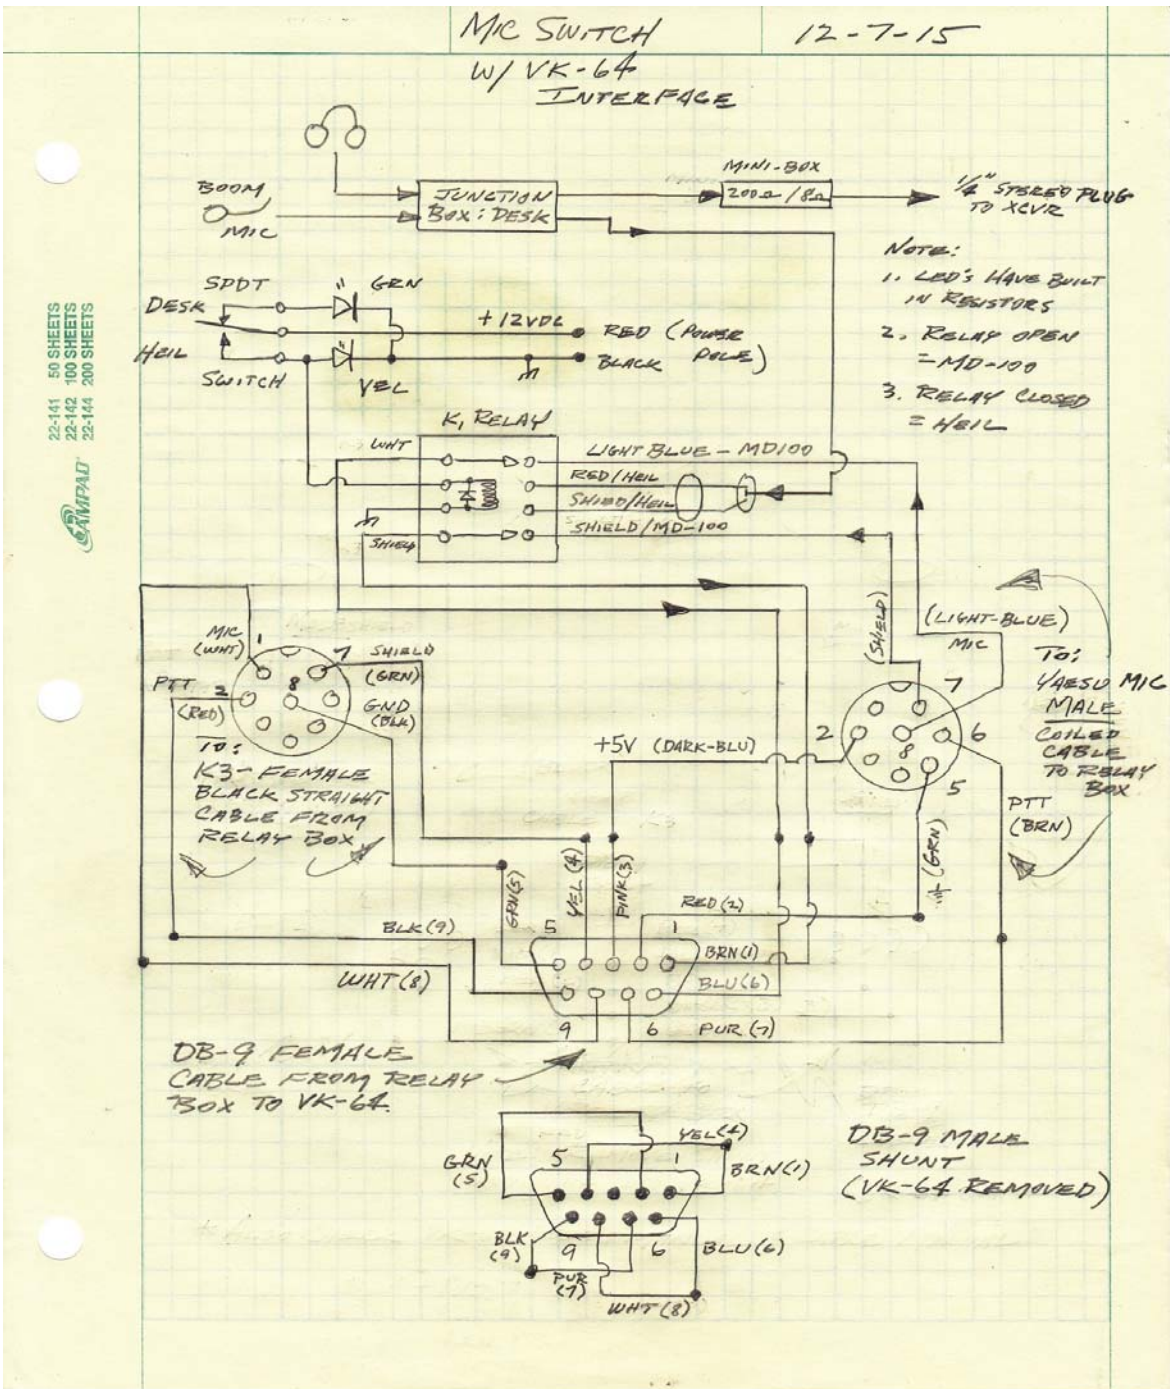 MIC SWITCH
12-7-15
W/ VK-64
INTERFACE
MINI-BOX
BOOM
MIC
JUNCTION
BOX: DESK
200Ω/8Ω
1/4" STEREO PLUG
TO XCVR
NOTE:
1. LED'S HAVE BUILT
IN RESISTORS
2. RELAY OPEN
=MD-100
3. RELAY CLOSED
= HEIL
SPDT
GRN
DESK
+12VDC
RED (POWER
POLE)
HEIL
BLACK
SWITCH
YEL
22-141 50 SHEETS
22-142 100 SHEETS
22-144 200 SHEETS
AMPAD
K1 RELAY
WHT
LIGHT BLUE - MD100
RED/HEIL
SHIELD/HEIL
SHIELD/MD-100
SHIELD
MIC
(WHT)
1
7
SHIELD
(GRN)
PTT
2
8
(RED)
GND
(BLK)
TO:
K3-FEMALE
BLACK STRAIGHT
CABLE FROM
RELAY BOX
(SHIELD)
(LIGHT-BLUE)
MIC
TO:
YAESU MIC
MALE
COILED
CABLE
TO RELAY
BOX
7
+5V (DARK-BLU)
2
6
8
5
PTT
(BRN)
(GRN)
GRN(5)
YEL(4)
PINK(3)
RED(2)
BLK(9)
5
1
BRN(1)
WHT(8)
BLU(6)
9
6
PUR(7)
DB-9 FEMALE
CABLE FROM RELAY
BOX TO VK-64.
YEL(4)
GRN
(5)
5
1
BRN(1)
DB-9 MALE
SHUNT
(VK-64 REMOVED)
BLK
(9)
9
6
BLU(6)
PUR
(7)
WHT(8)